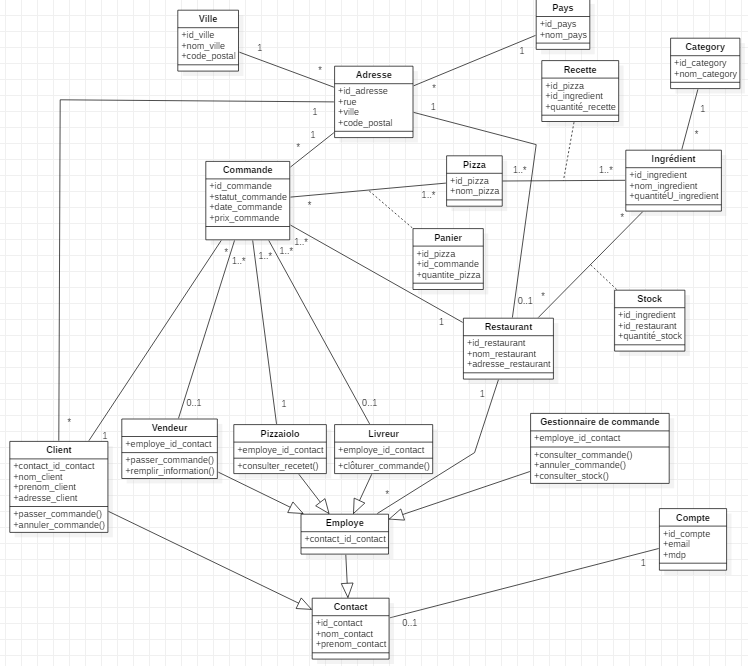 Ville
+id_ville
+nom_ville
+code_postal
Pays
+id_pays
+nom_pays
Category
+id_category
+nom_category
Adresse
+id_adresse
+rue
+ville
+code_postal
Recette
+id_pizza
+id_ingredient
+quantité_recette
1
*
1
*
1
*
1
1
1
*
Commande
+id_commande
+statut_commande
+date_commande
+prix_commande
Pizza
+id_pizza
+nom_pizza
Ingrédient
+id_ingredient
+nom_ingredient
+quantitéU_ingredient
1..*
1..*
*
1..*
*
Panier
+id_pizza
+id_commande
+quantite_pizza
*
1..*
1..*
1..*
1..*
Stock
+id_ingredient
+id_restaurant
+quantité_stock
0..1
*
1
Restaurant
+id_restaurant
+nom_restaurant
+adresse_restaurant
1
0..1
1
0..1
*
1
Client
+contact_id_contact
+nom_client
+prenom_client
+adresse_client
+passer_commande()
+annuler_commande()
Vendeur
+employe_id_contact
+passer_commande()
+remplir_information()
Pizzaiolo
+employe_id_contact
+consulter_recetet()
Livreur
+employe_id_contact
+clôturer_commande()
Gestionnaire de commande
+employe_id_contact
+consulter_commande()
+annuler_commande()
+consulter_stock()
*
Employe
+contact_id_contact
Compte
+id_compte
+email
+mdp
1
0..1
Contact
+id_contact
+nom_contact
+prenom_contact